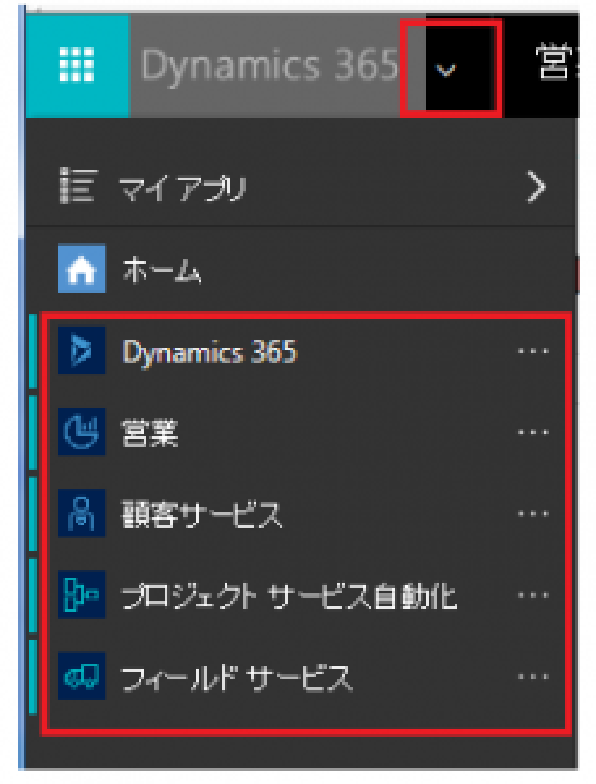 Dynamics 365
マイ アプリ
ホーム
Dynamics 365
営業
顧客サービス
プロジェクト サービス自動化
フィールド サービス